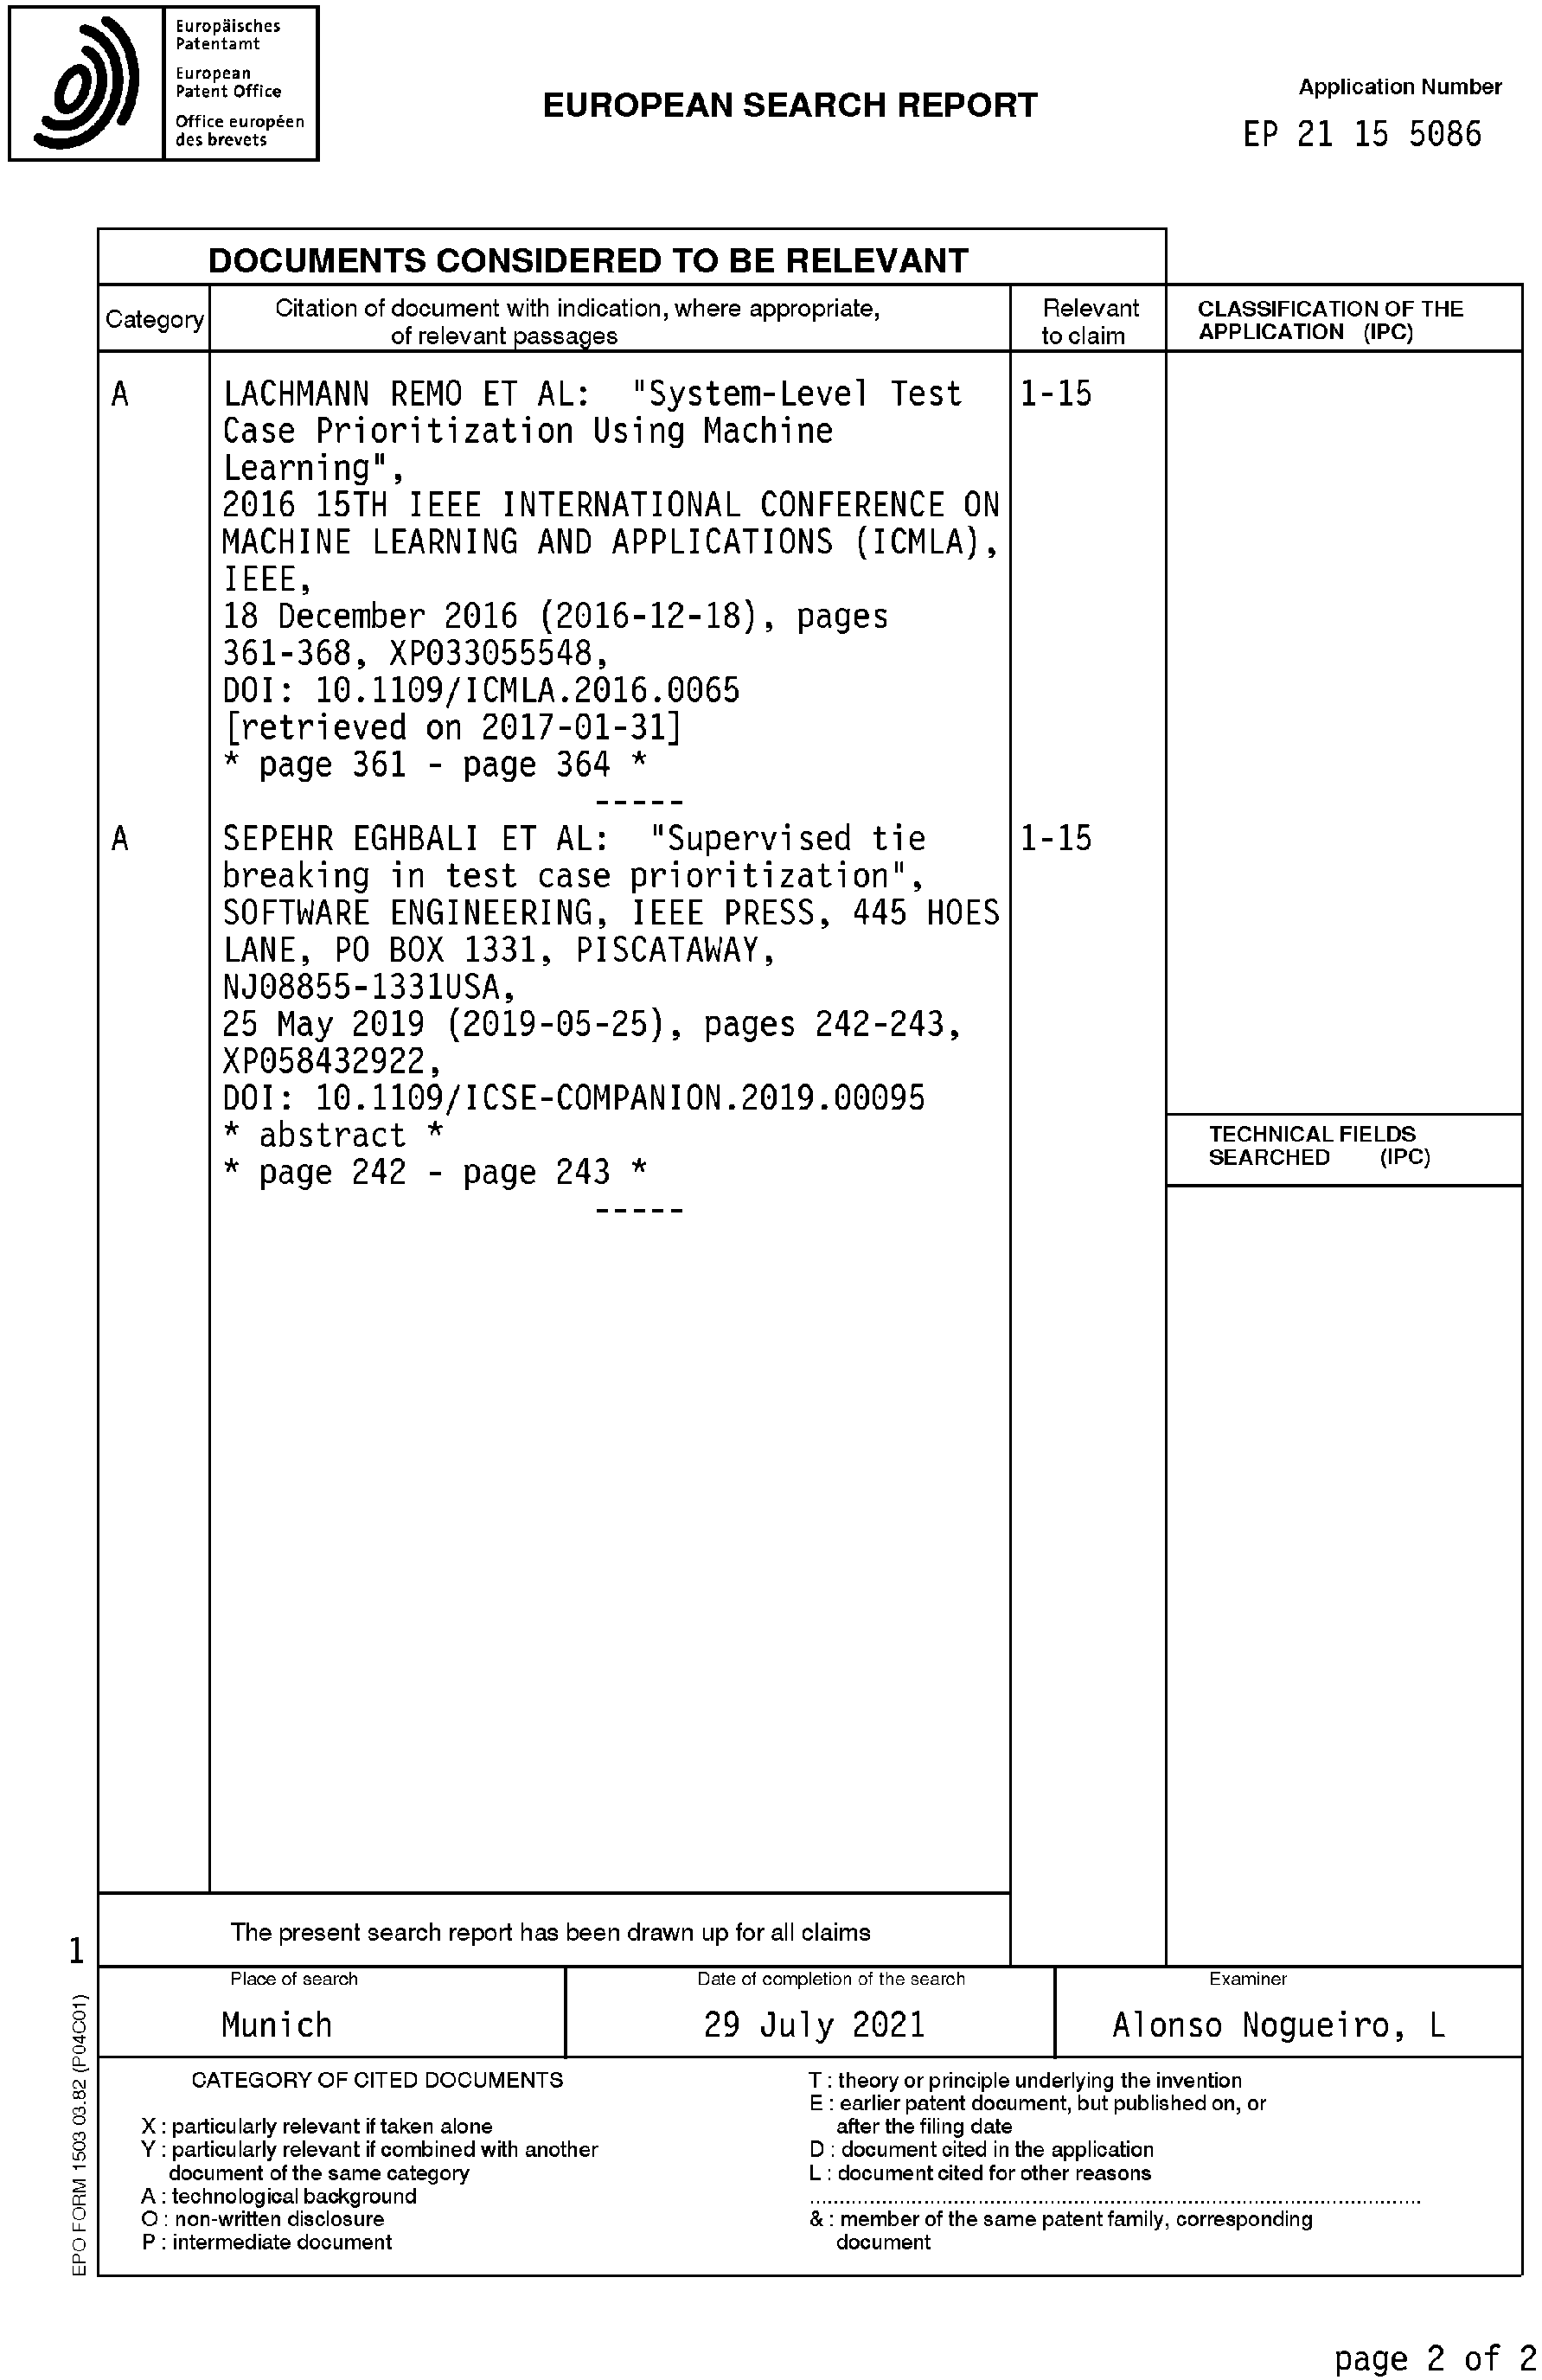 Europäisches
Patentamt
European
Patent Office
Office européen
des brevets
EUROPEAN SEARCH REPORT
Application Number
EP 21 15 5086
DOCUMENTS CONSIDERED TO BE RELEVANT
Category
Citation of document with indication, where appropriate,
of relevant passages
Relevant
to claim
CLASSIFICATION OF THE
APPLICATION (IPC)
A
LACHMANN REMO ET AL: "System-Level Test
Case Prioritization Using Machine
Learning",
2016 15TH IEEE INTERNATIONAL CONFERENCE ON
MACHINE LEARNING AND APPLICATIONS (ICMLA),
IEEE,
18 December 2016 (2016-12-18), pages
361-368, XP033055548,
DOI: 10.1109/ICMLA.2016.0065
[retrieved on 2017-01-31]
* page 361 - page 364 *
-----
1-15
A
SEPEHR EGHBALI ET AL: "Supervised tie
breaking in test case prioritization",
SOFTWARE ENGINEERING, IEEE PRESS, 445 HOES
LANE, PO BOX 1331, PISCATAWAY,
NJ08855-1331USA,
25 May 2019 (2019-05-25), pages 242-243,
XP058432922,
DOI: 10.1109/ICSE-COMPANION.2019.00095
* abstract *
* page 242 - page 243 *
-----
1-15
TECHNICAL FIELDS
SEARCHED (IPC)
The present search report has been drawn up for all claims
1
Place of search
Munich
Date of completion of the search
29 July 2021
Examiner
Alonso Nogueiro, L
CATEGORY OF CITED DOCUMENTS
X : particularly relevant if taken alone
Y : particularly relevant if combined with another
document of the same category
A : technological background
O : non-written disclosure
P : intermediate document
T : theory or principle underlying the invention
E : earlier patent document, but published on, or
after the filing date
D : document cited in the application
L : document cited for other reasons
& : member of the same patent family, corresponding
document
EPO FORM 1503 03.82 (P04C01)
page 2 of 2